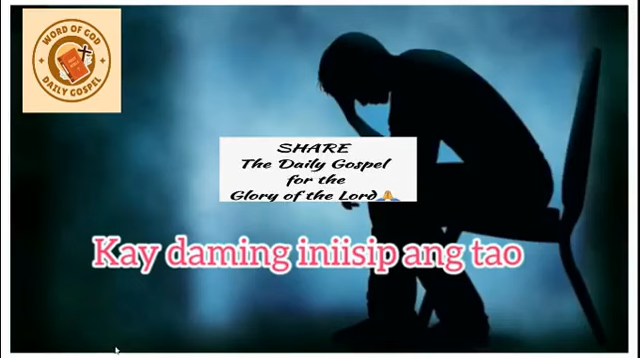 WORD OF GOD
DAILY GOSPEL
SHARE
The Daily Gospel
for the
Glory of the Lord🙏
Kay daming iniisip ang tao